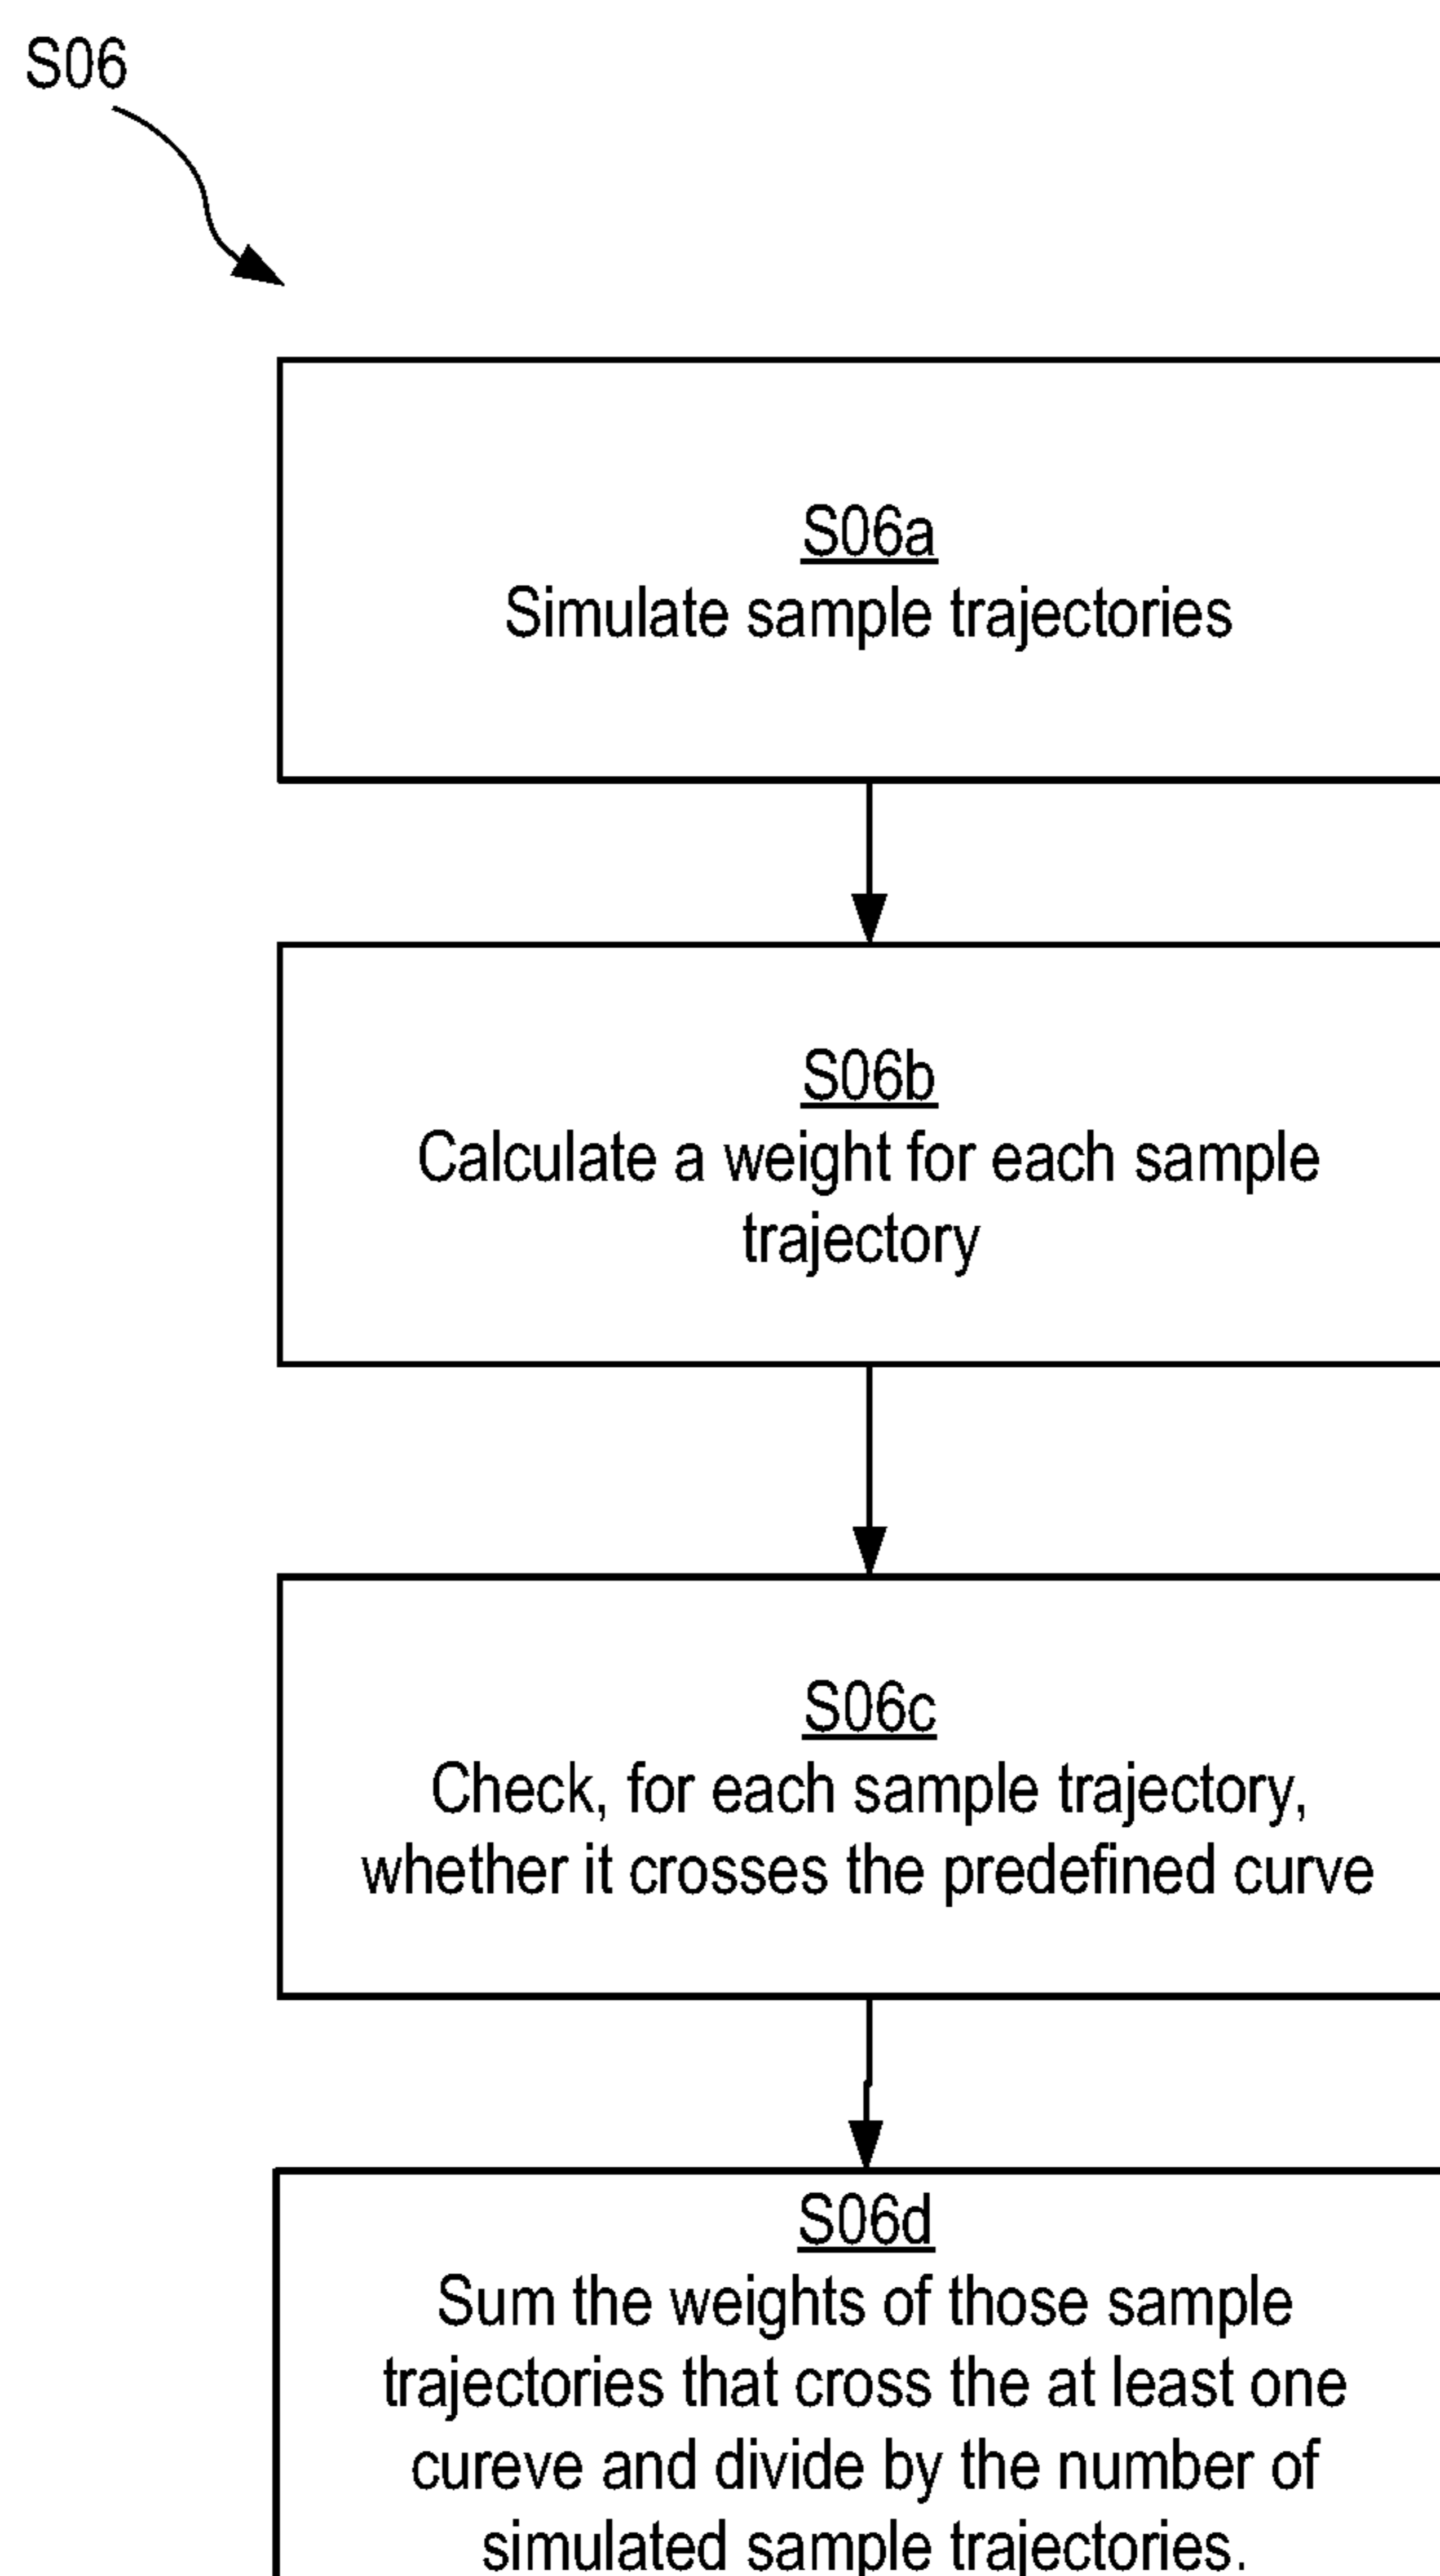 S06
S06a
Simulate sample trajectories
S06b
Calculate a weight for each sample
trajectory
S06c
Check, for each sample trajectory,
whether it crosses the predefined curve
S06d
Sum the weights of those sample
trajectories that cross the at least one
cureve and divide by the number of
simulated sample trajectories.